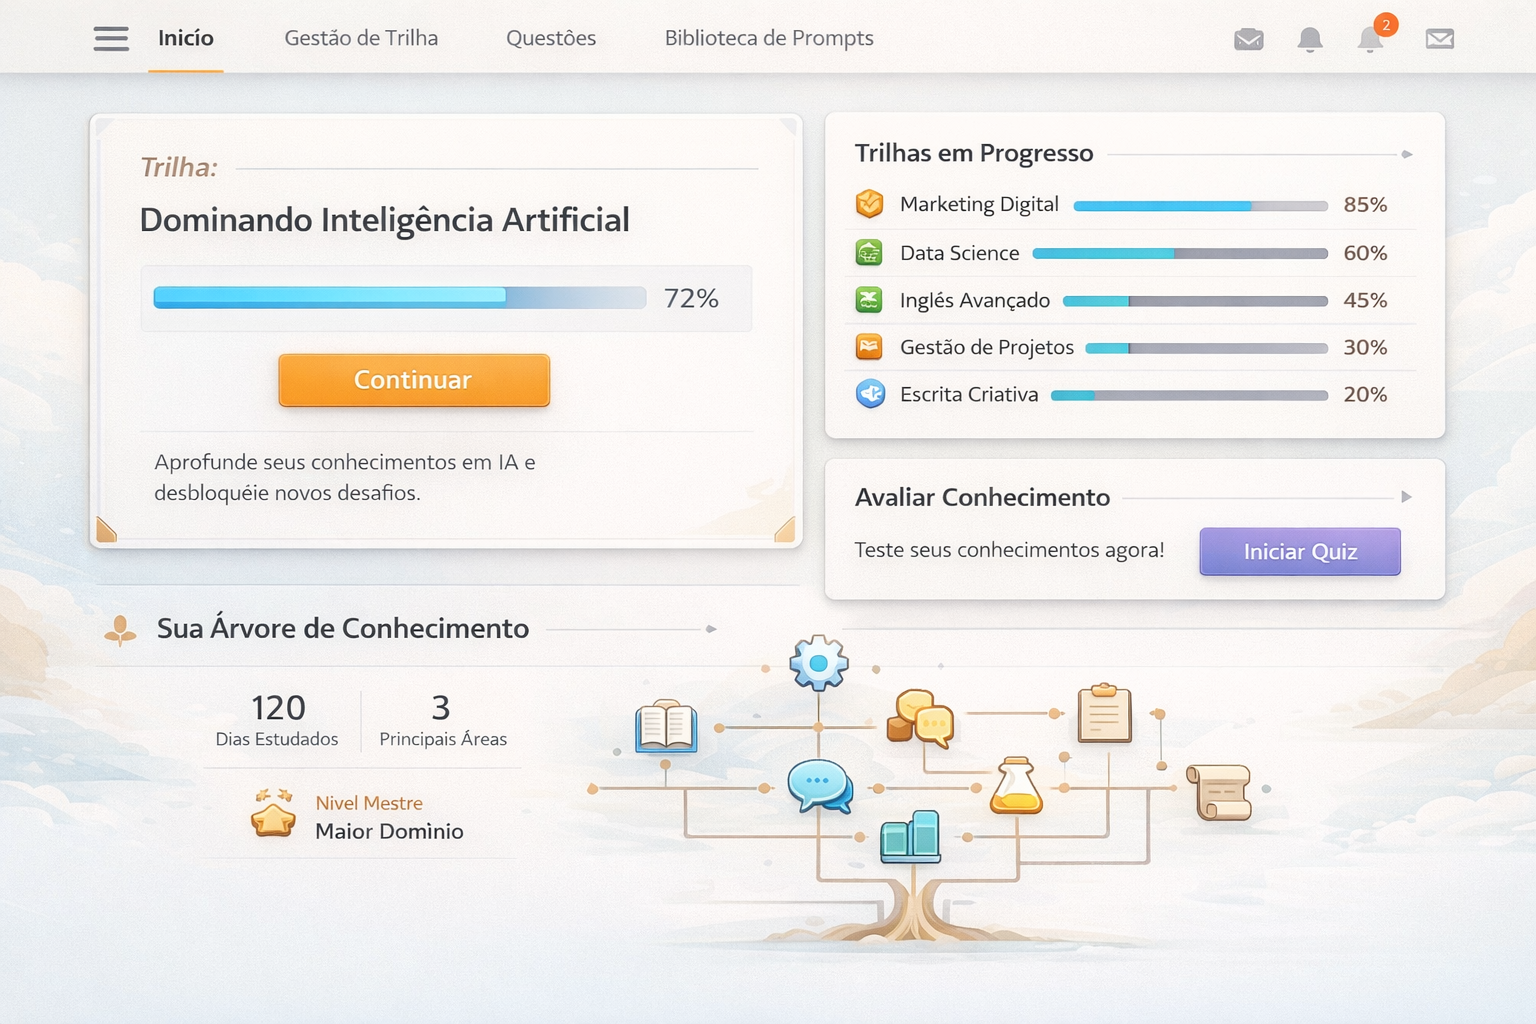 Inicío
Gestão de Trilha
Questôes
Biblioteca de Prompts
2
Trilha:
Dominando Inteligência Artificial
72%
Continuar
Aprofunde seus conhecimentos em IA e
desbloquéie novos desafios.
Trilhas em Progresso
Marketing Digital 85%
Data Science 60%
Inglés Avançado 45%
Gestão de Projetos 30%
Escrita Criativa 20%
Avaliar Conhecimento
Teste seus conhecimentos agora!
Iniciar Quiz
Sua Árvore de Conhecimento
120
Dias Estudados
3
Principais Áreas
Nivel Mestre
Maior Domìnio